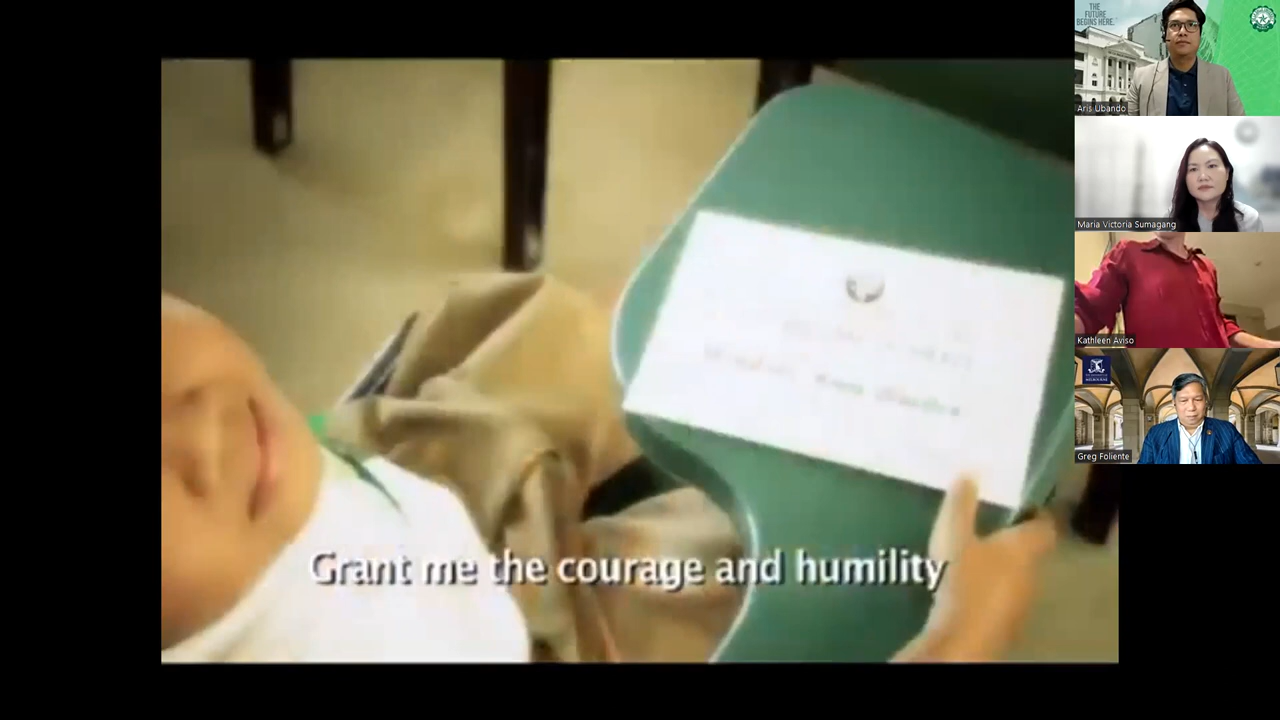 Grant me the courage and humility
THE
FUTURE
BEGINS HERE.
Aris Ubando
Maria Victoria Sumagang
Kathleen Aviso
MELBOURNE
Greg Foliente